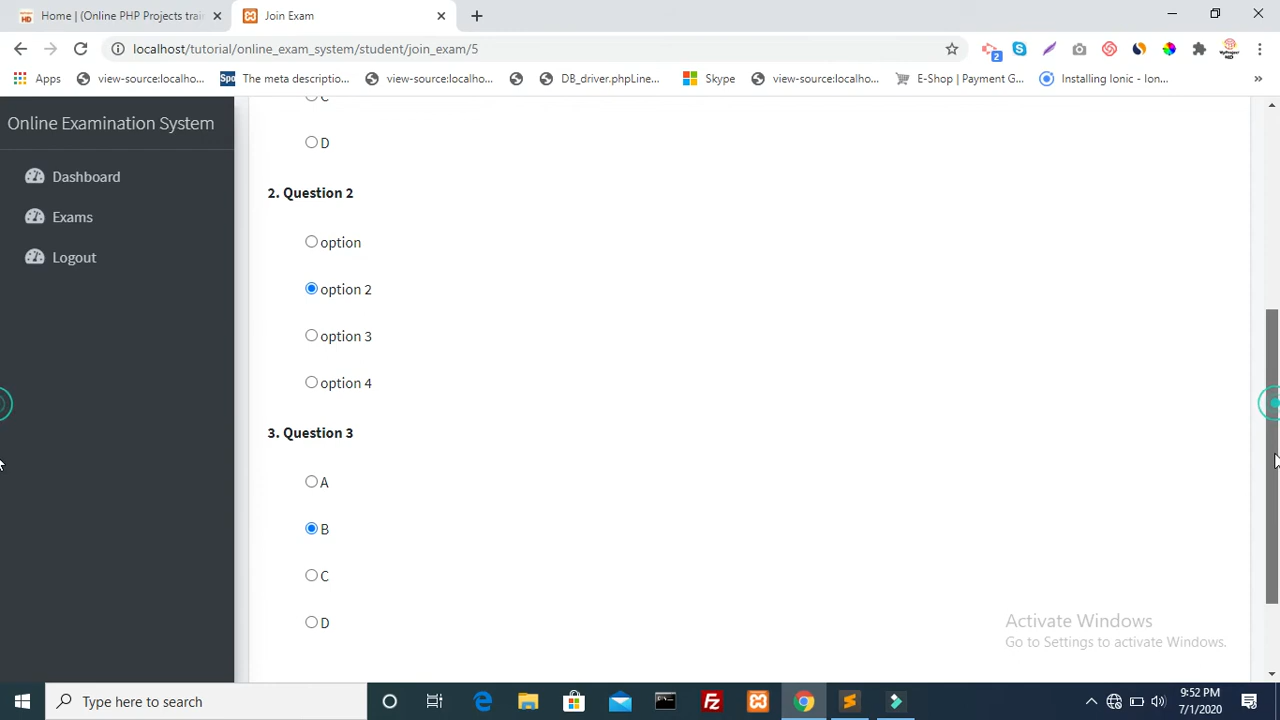 Home | (Online PHP Projects trai
Join Exam
localhost/tutorial/online_exam_system/student/join_exam/5
2
Apps
view-source:localho...
Spo
The meta descriptio...
view-source:localho...
DB_driver.phpLine...
Skype
view-source:localho...
E-Shop | Payment G...
Installing Ionic - Ion...
»
Online Examination System
Dashboard
Exams
Logout
C
D
2. Question 2
option
option 2
option 3
option 4
3. Question 3
A
B
C
D
Activate Windows
Go to Settings to activate Windows.
Type here to search
9:52 PM
7/1/2020